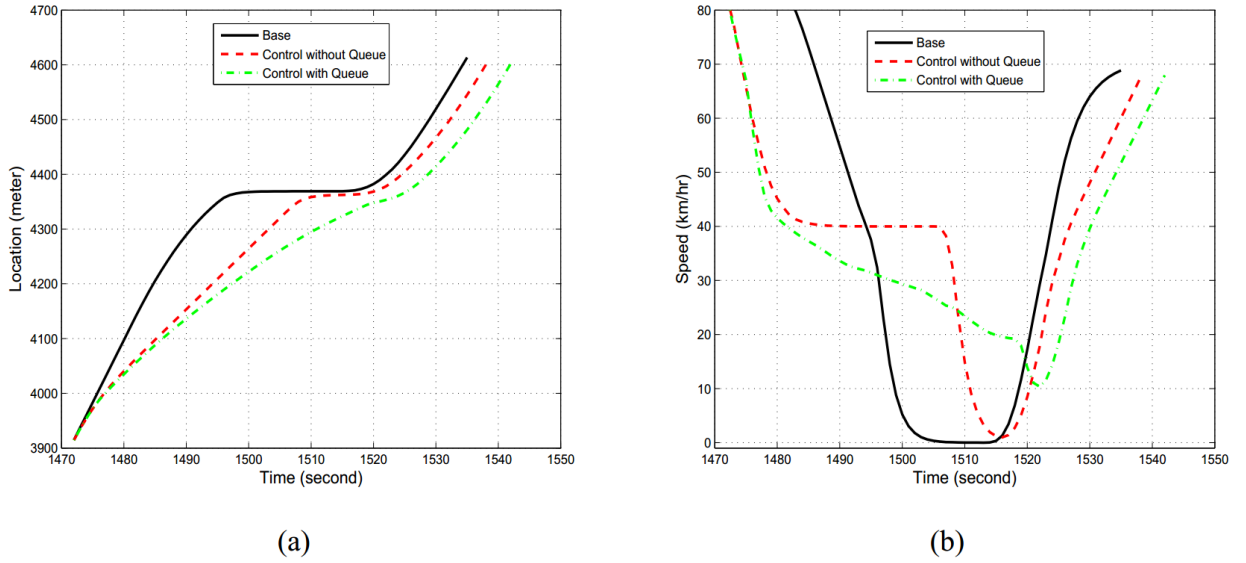 4700
4600
4500
4400
4300
4200
4100
4000
3900
Location (meter)
Base
Control without Queue
Control with Queue
1470 1480 1490 1500 1510 1520 1530 1540 1550
Time (second)
(a)
80
70
60
50
40
30
20
10
0
Speed (km/hr)
Base
Control without Queue
Control with Queue
1470 1480 1490 1500 1510 1520 1530 1540 1550
Time (second)
(b)